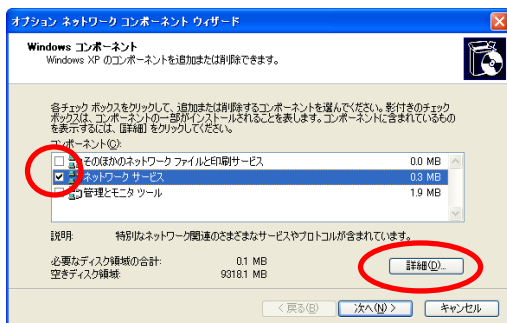 オプション ネットワーク コンポーネント ウィザード
Windows コンポーネント
Windows XP のコンポーネントを追加または削除できます。
各チェック ボックスをクリックして、追加または削除するコンポーネントを選んでください。影付きのチェック
ボックスは、コンポーネントの一部がインストールされることを表します。コンポーネントに含まれているもの
を表示するには、[詳細] をクリックしてください。
コンポーネント(C):
そのほかのネットワーク ファイルと印刷サービス 0.0 MB
ネットワーク サービス 0.3 MB
管理とモニタ ツール 1.9 MB
説明: 特別なネットワーク関連のさまざまなサービスやプロトコルが含まれています。
必要なディスク領域の合計: 0.1 MB
空きディスク領域: 9318.1 MB
詳細(D)...
< 戻る(B) 次へ(N) > キャンセル